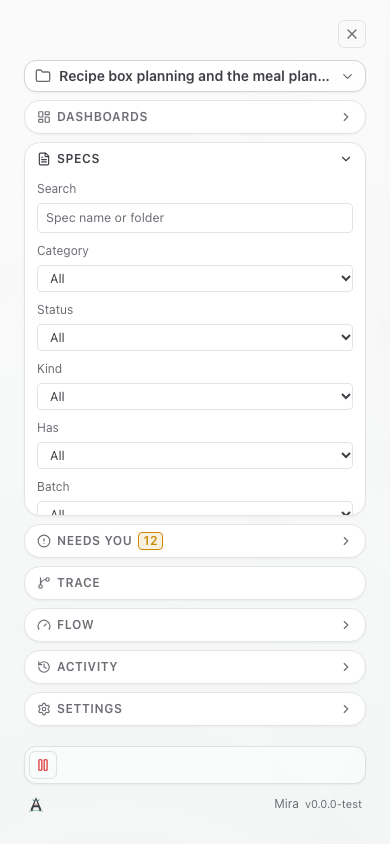 Recipe box planning and the meal plan...
DASHBOARDS
SPECS
Search
Spec name or folder
Category
All
Status
All
Kind
All
Has
All
Batch
All
NEEDS YOU 12
TRACE
FLOW
ACTIVITY
SETTINGS
Mira v0.0.0-test